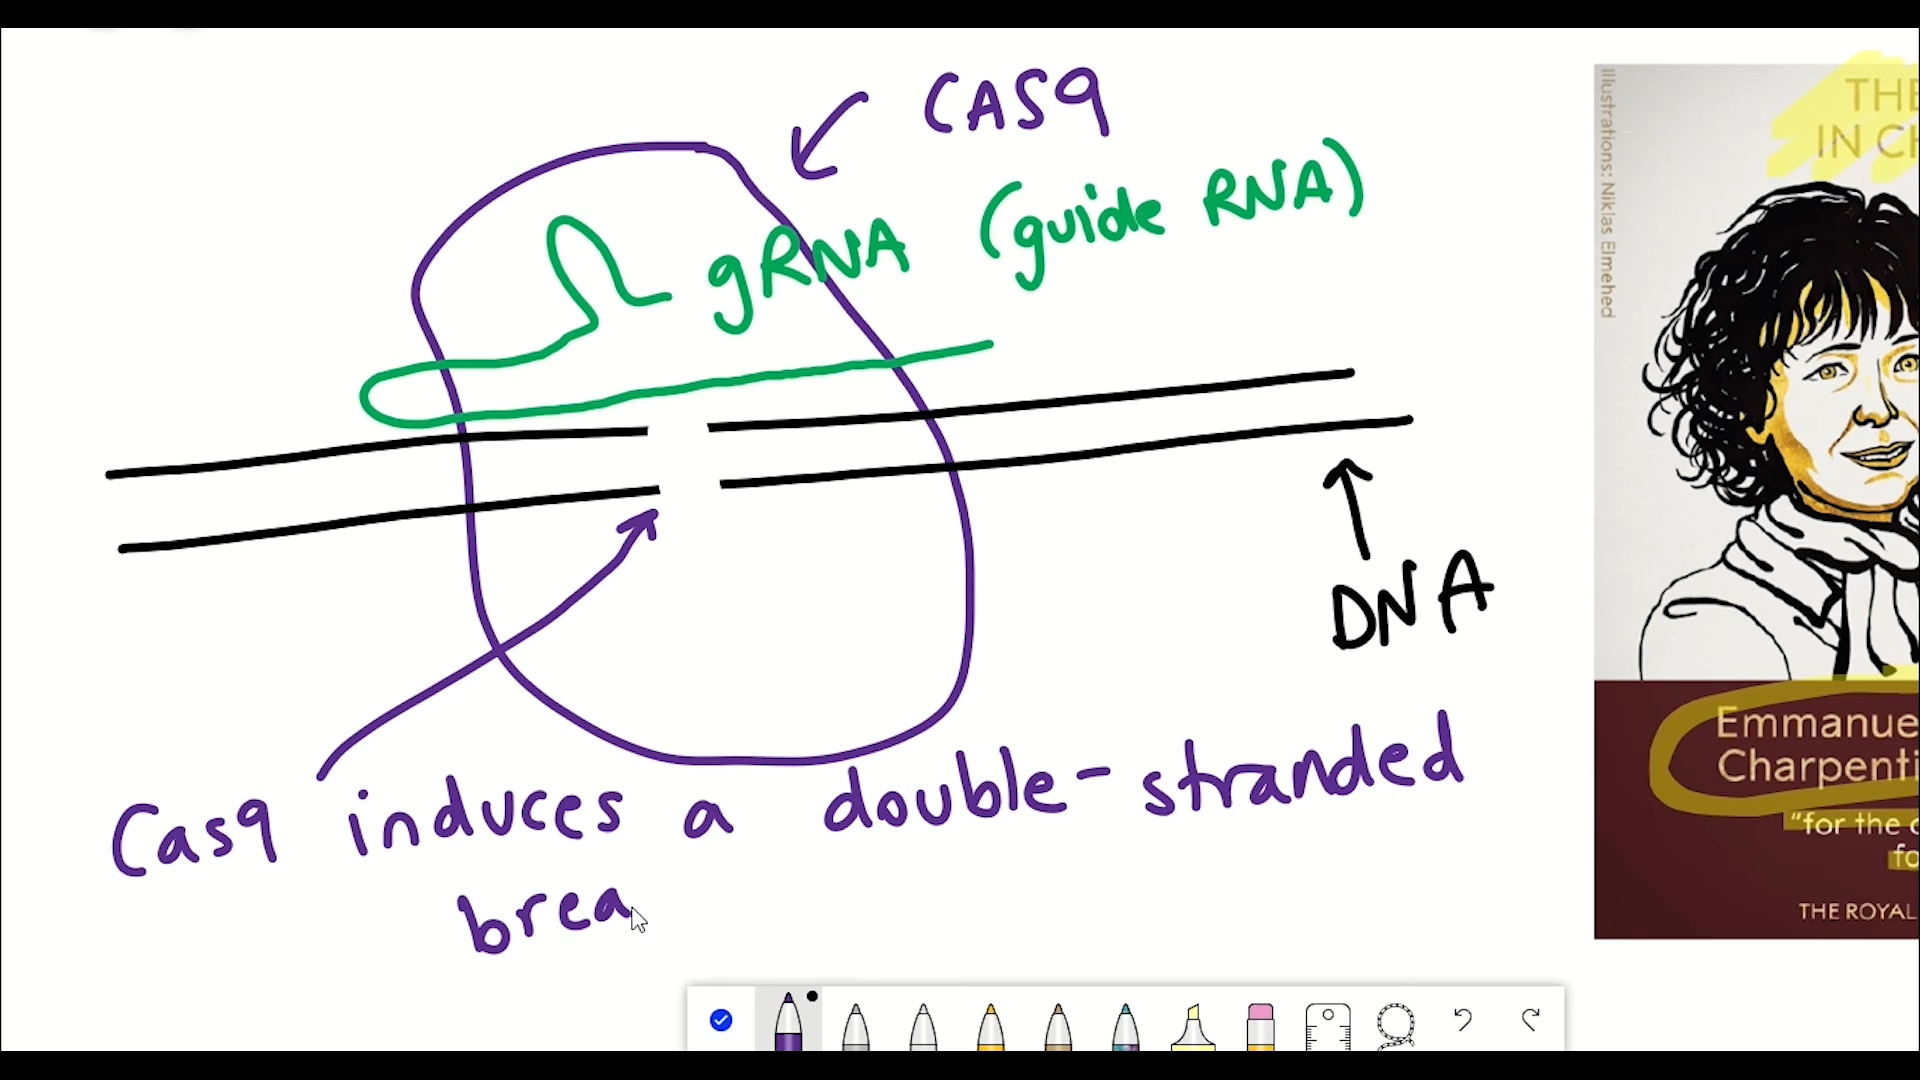 CAS9
gRNA (guide RNA)
DNA
Cas9 induces a double-stranded
brea
Illustrations: Niklas Elmehed
THE
IN CH
Emmanue
Charpenti
"for the
fo
THE ROYAL